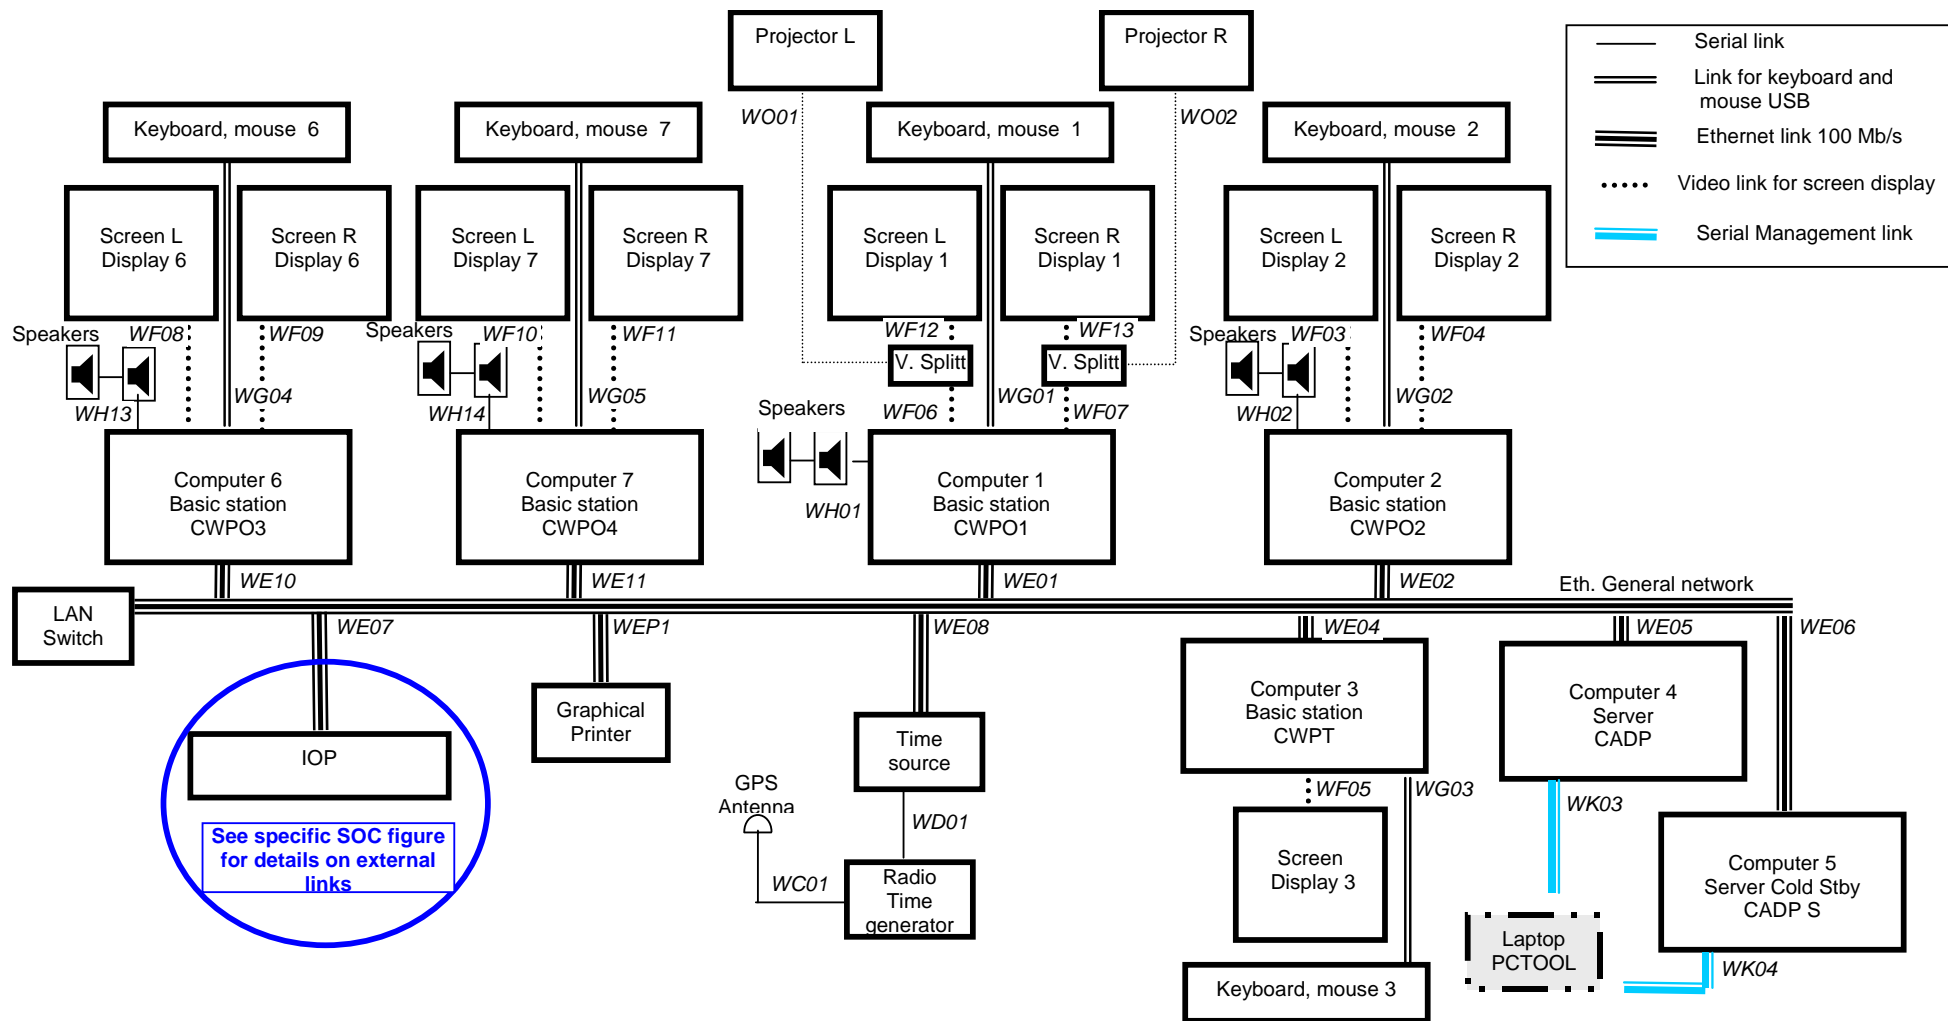 Projector L
Projector R
Serial link
Link for keyboard and
mouse USB
Ethernet link 100 Mb/s
Video link for screen display
Serial Management link
WO01
WO02
Keyboard, mouse 6
Keyboard, mouse 7
Keyboard, mouse 1
Keyboard, mouse 2
Screen L
Display 6
Screen R
Display 6
Screen L
Display 7
Screen R
Display 7
Screen L
Display 1
Screen R
Display 1
Screen L
Display 2
Screen R
Display 2
Speakers
WF08
WF09
Speakers
WF10
WF11
WF12
WF13
Speakers
WF03
WF04
V. Splitt
V. Splitt
WH13
WG04
WH14
WG05
Speakers
WF06
WG01
WF07
WH02
WG02
Computer 6
Basic station
CWPO3
Computer 7
Basic station
CWPO4
WH01
Computer 1
Basic station
CWPO1
Computer 2
Basic station
CWPO2
WE10
WE11
WE01
WE02
Eth. General network
LAN
Switch
WE07
WEP1
WE08
WE04
WE05
WE06
IOP
See specific SOC figure
for details on external
links
Graphical
Printer
Time
source
Computer 3
Basic station
CWPT
Computer 4
Server
CADP
GPS
Antenna
WD01
WF05
WG03
WK03
WC01
Radio
Time
generator
Screen
Display 3
Computer 5
Server Cold Stby
CADP S
Laptop
PCTOOL
WK04
Keyboard, mouse 3